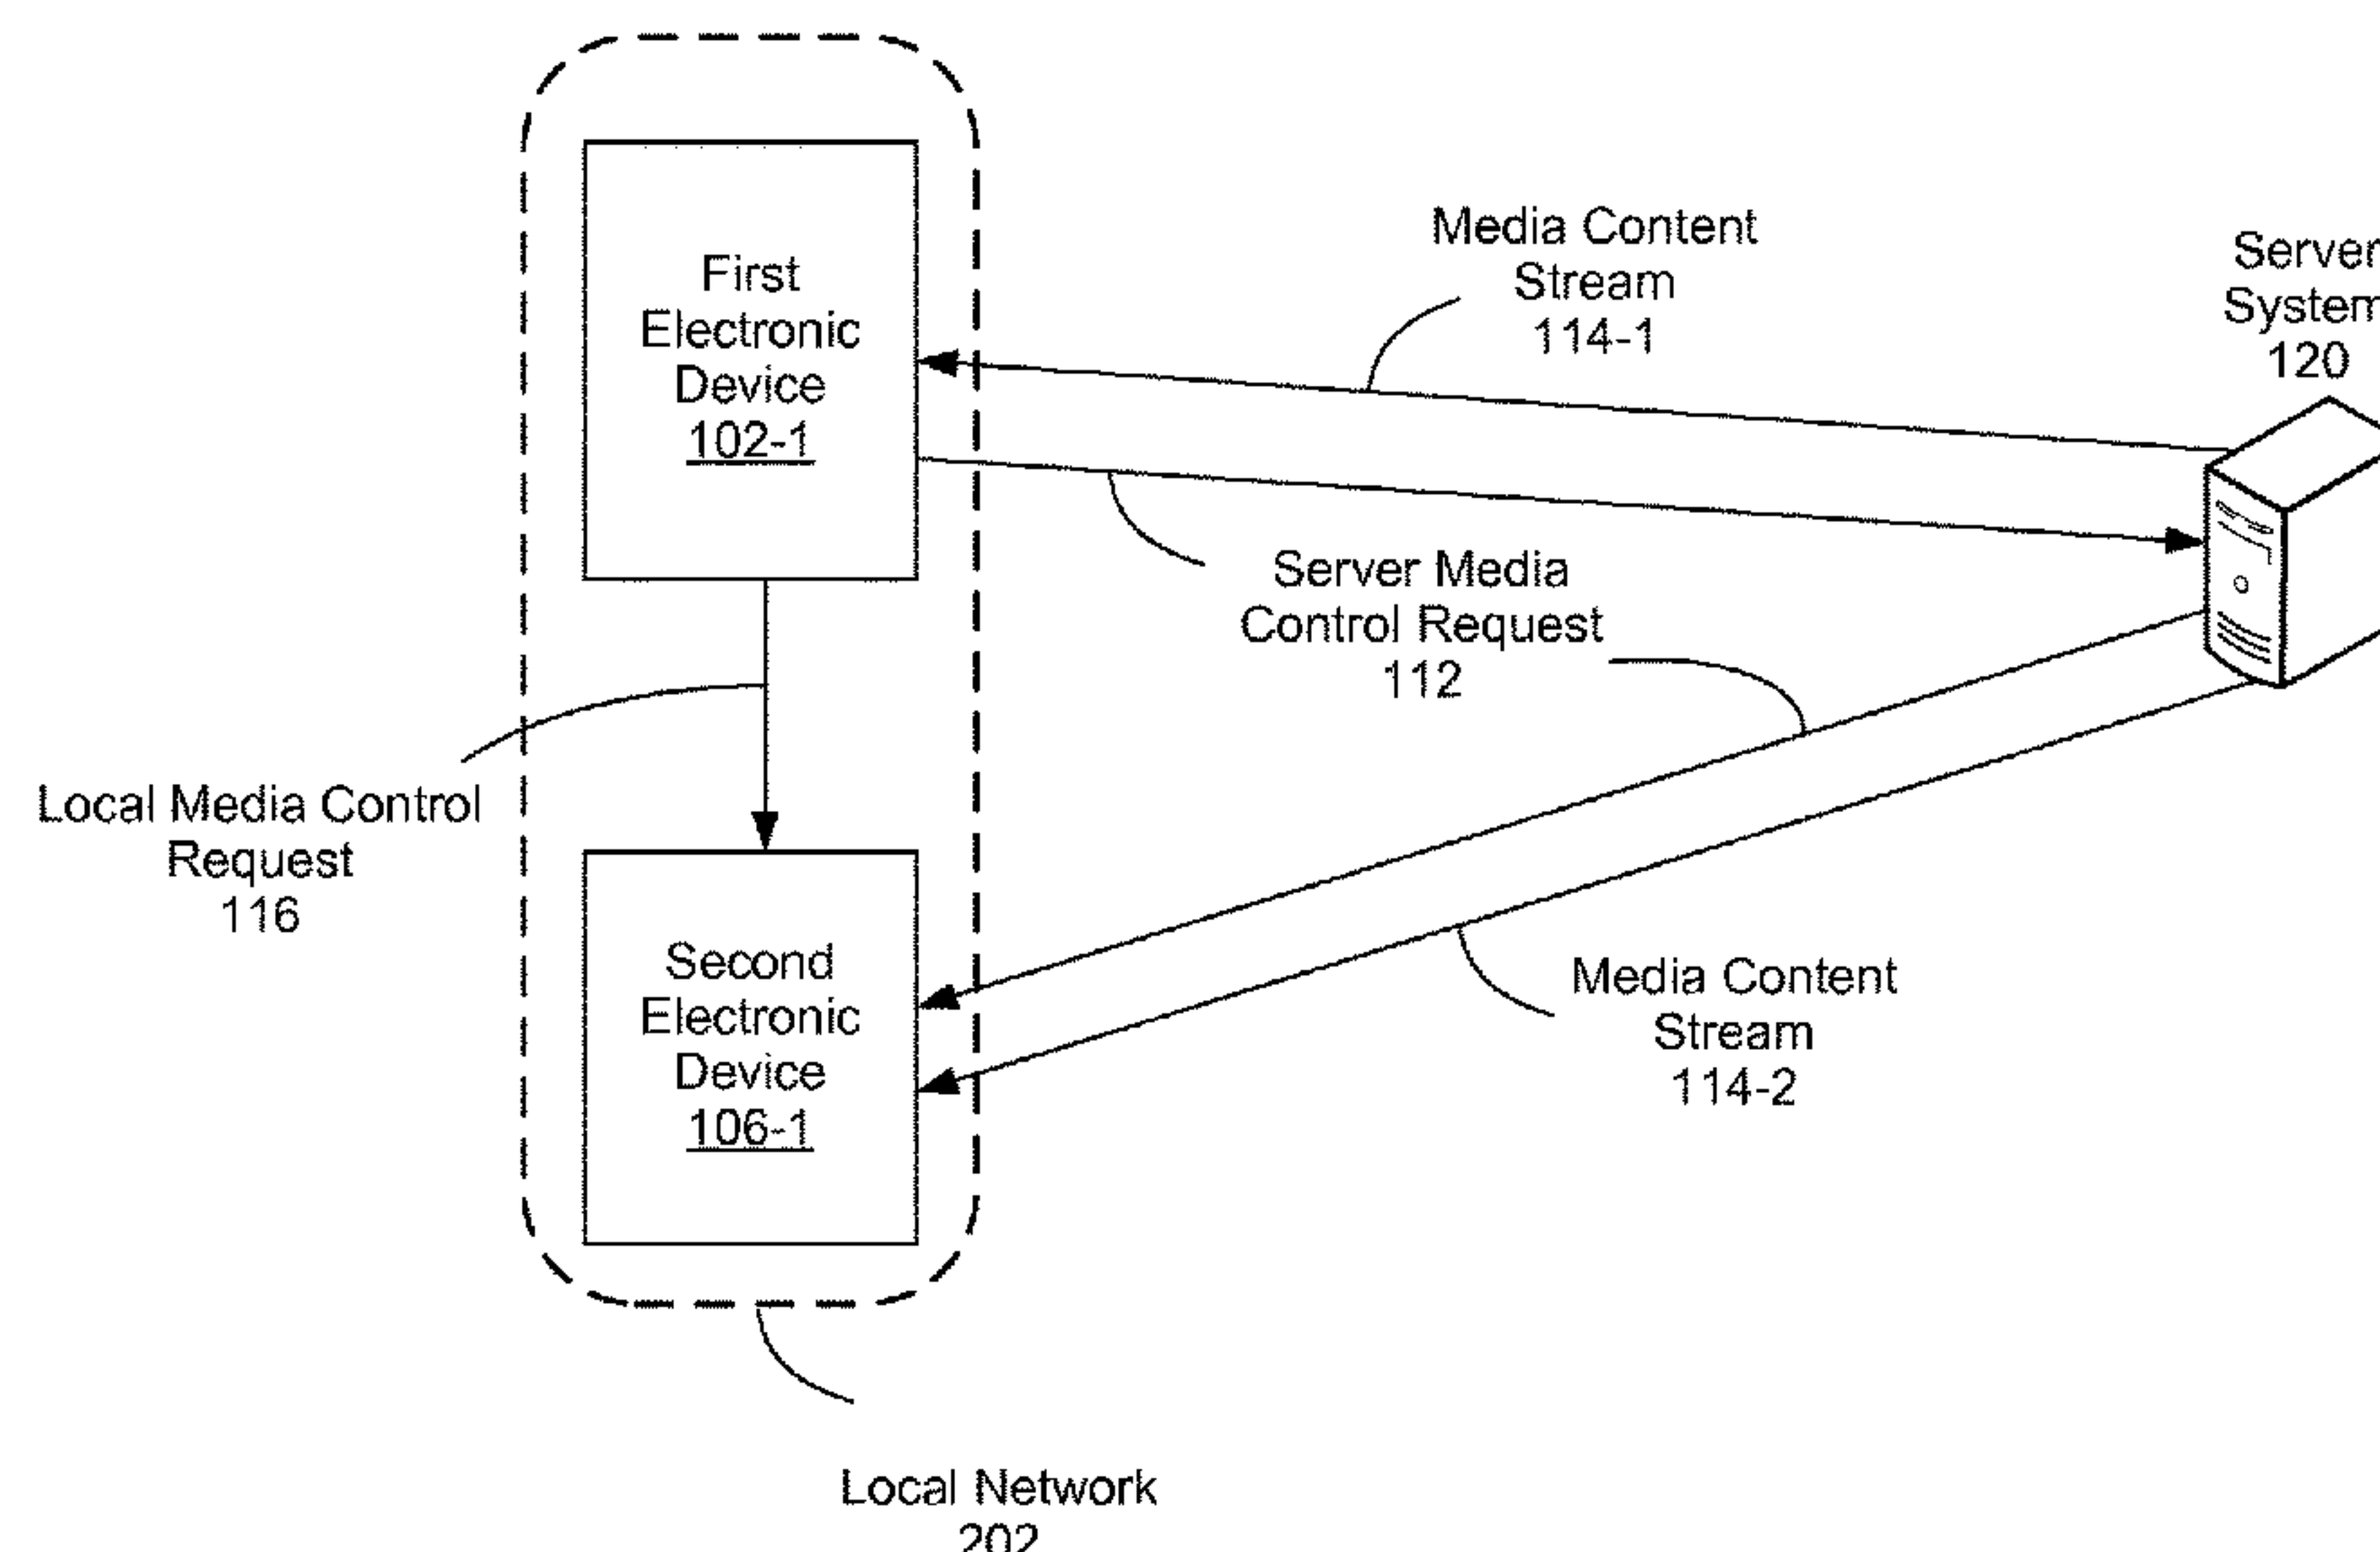 First
Electronic
Device
102-1
Media Content
Stream
114-1
Server
System
120
Server Media
Control Request
112
Local Media Control
Request
116
Second
Electronic
Device
106-1
Media Content
Stream
114-2
Local Network
202